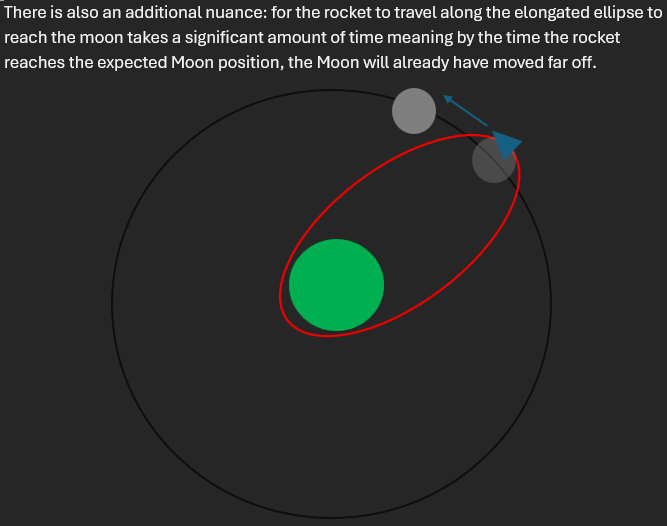 There is also an additional nuance: for the rocket to travel along the elongated ellipse to
reach the moon takes a significant amount of time meaning by the time the rocket
reaches the expected Moon position, the Moon will already have moved far off.